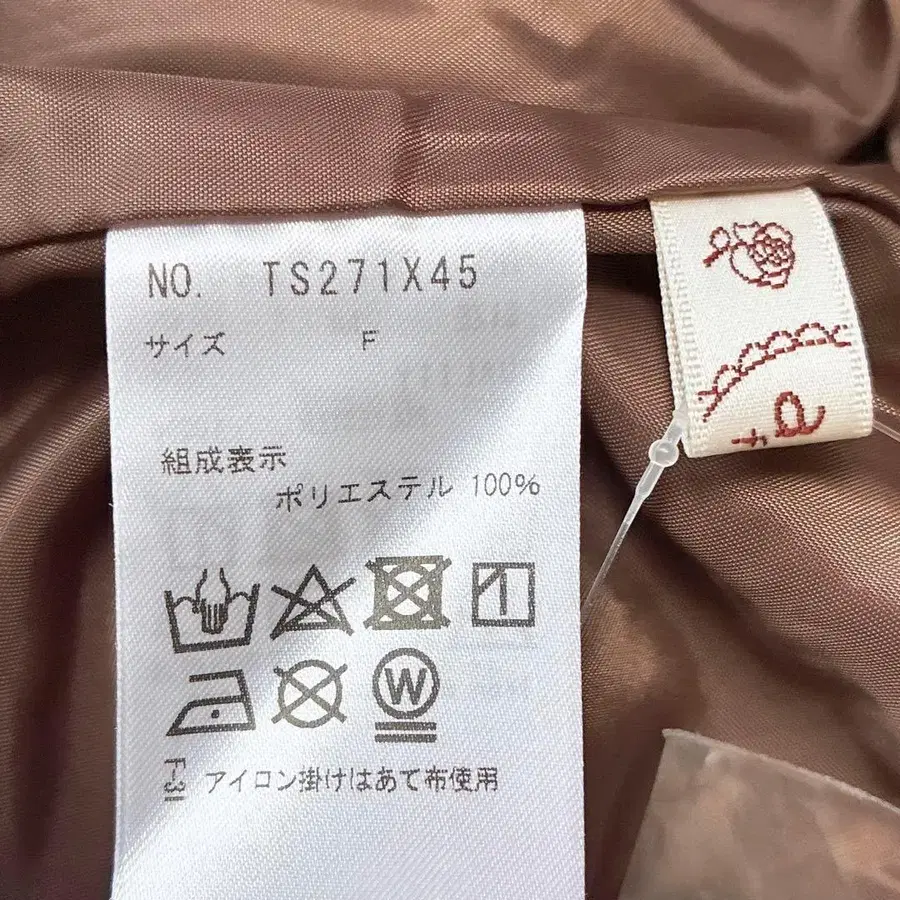 NO. TS271X45
サイズ F
組成表示
ポリエステル 100%
W
F-31 アイロン掛けはあて布使用